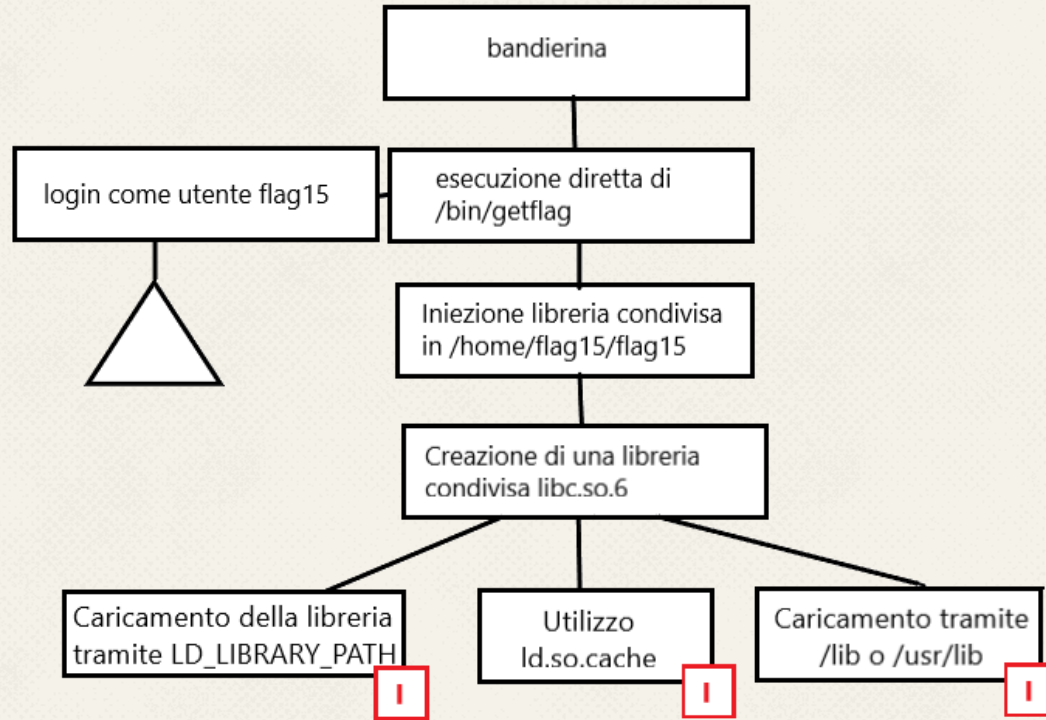 bandierina
login come utente flag15
esecuzione diretta di
/bin/getflag
Iniezione libreria condivisa
in /home/flag15/flag15
Creazione di una libreria
condivisa libc.so.6
Caricamento della libreria
tramite LD_LIBRARY_PATH
I
Utilizzo
ld.so.cache
I
Caricamento tramite
/lib o /usr/lib
I